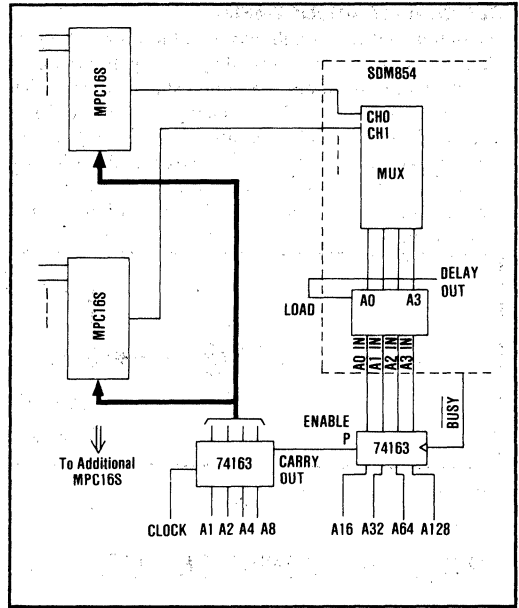 SDM854
MPC16S
CH0
CH1
MUX
MPC16S
DELAY
OUT
LOAD
A0 A3
A0 IN
A1 IN
A2 IN
A3 IN
BUSY
ENABLE
P
74163
To Additional
MPC16S
74163
CARRY
OUT
CLOCK A1 A2 A4 A8
A16 A32 A64 A128